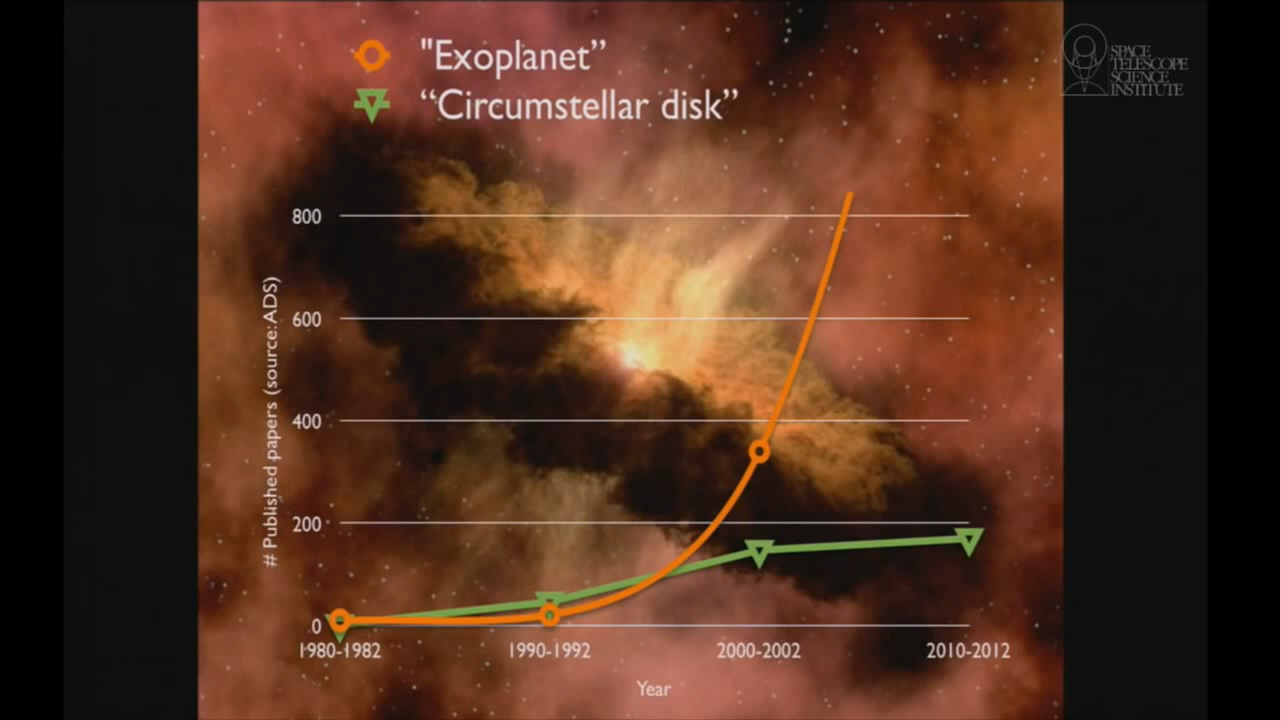 "Exoplanet”
“Circumstellar disk”
SPACE
TELESCOPE
SCIENCE
INSTITUTE
# Published papers (source:ADS)
800
600
400
200
0
1980-1982
1990-1992
2000-2002
2010-2012
Year